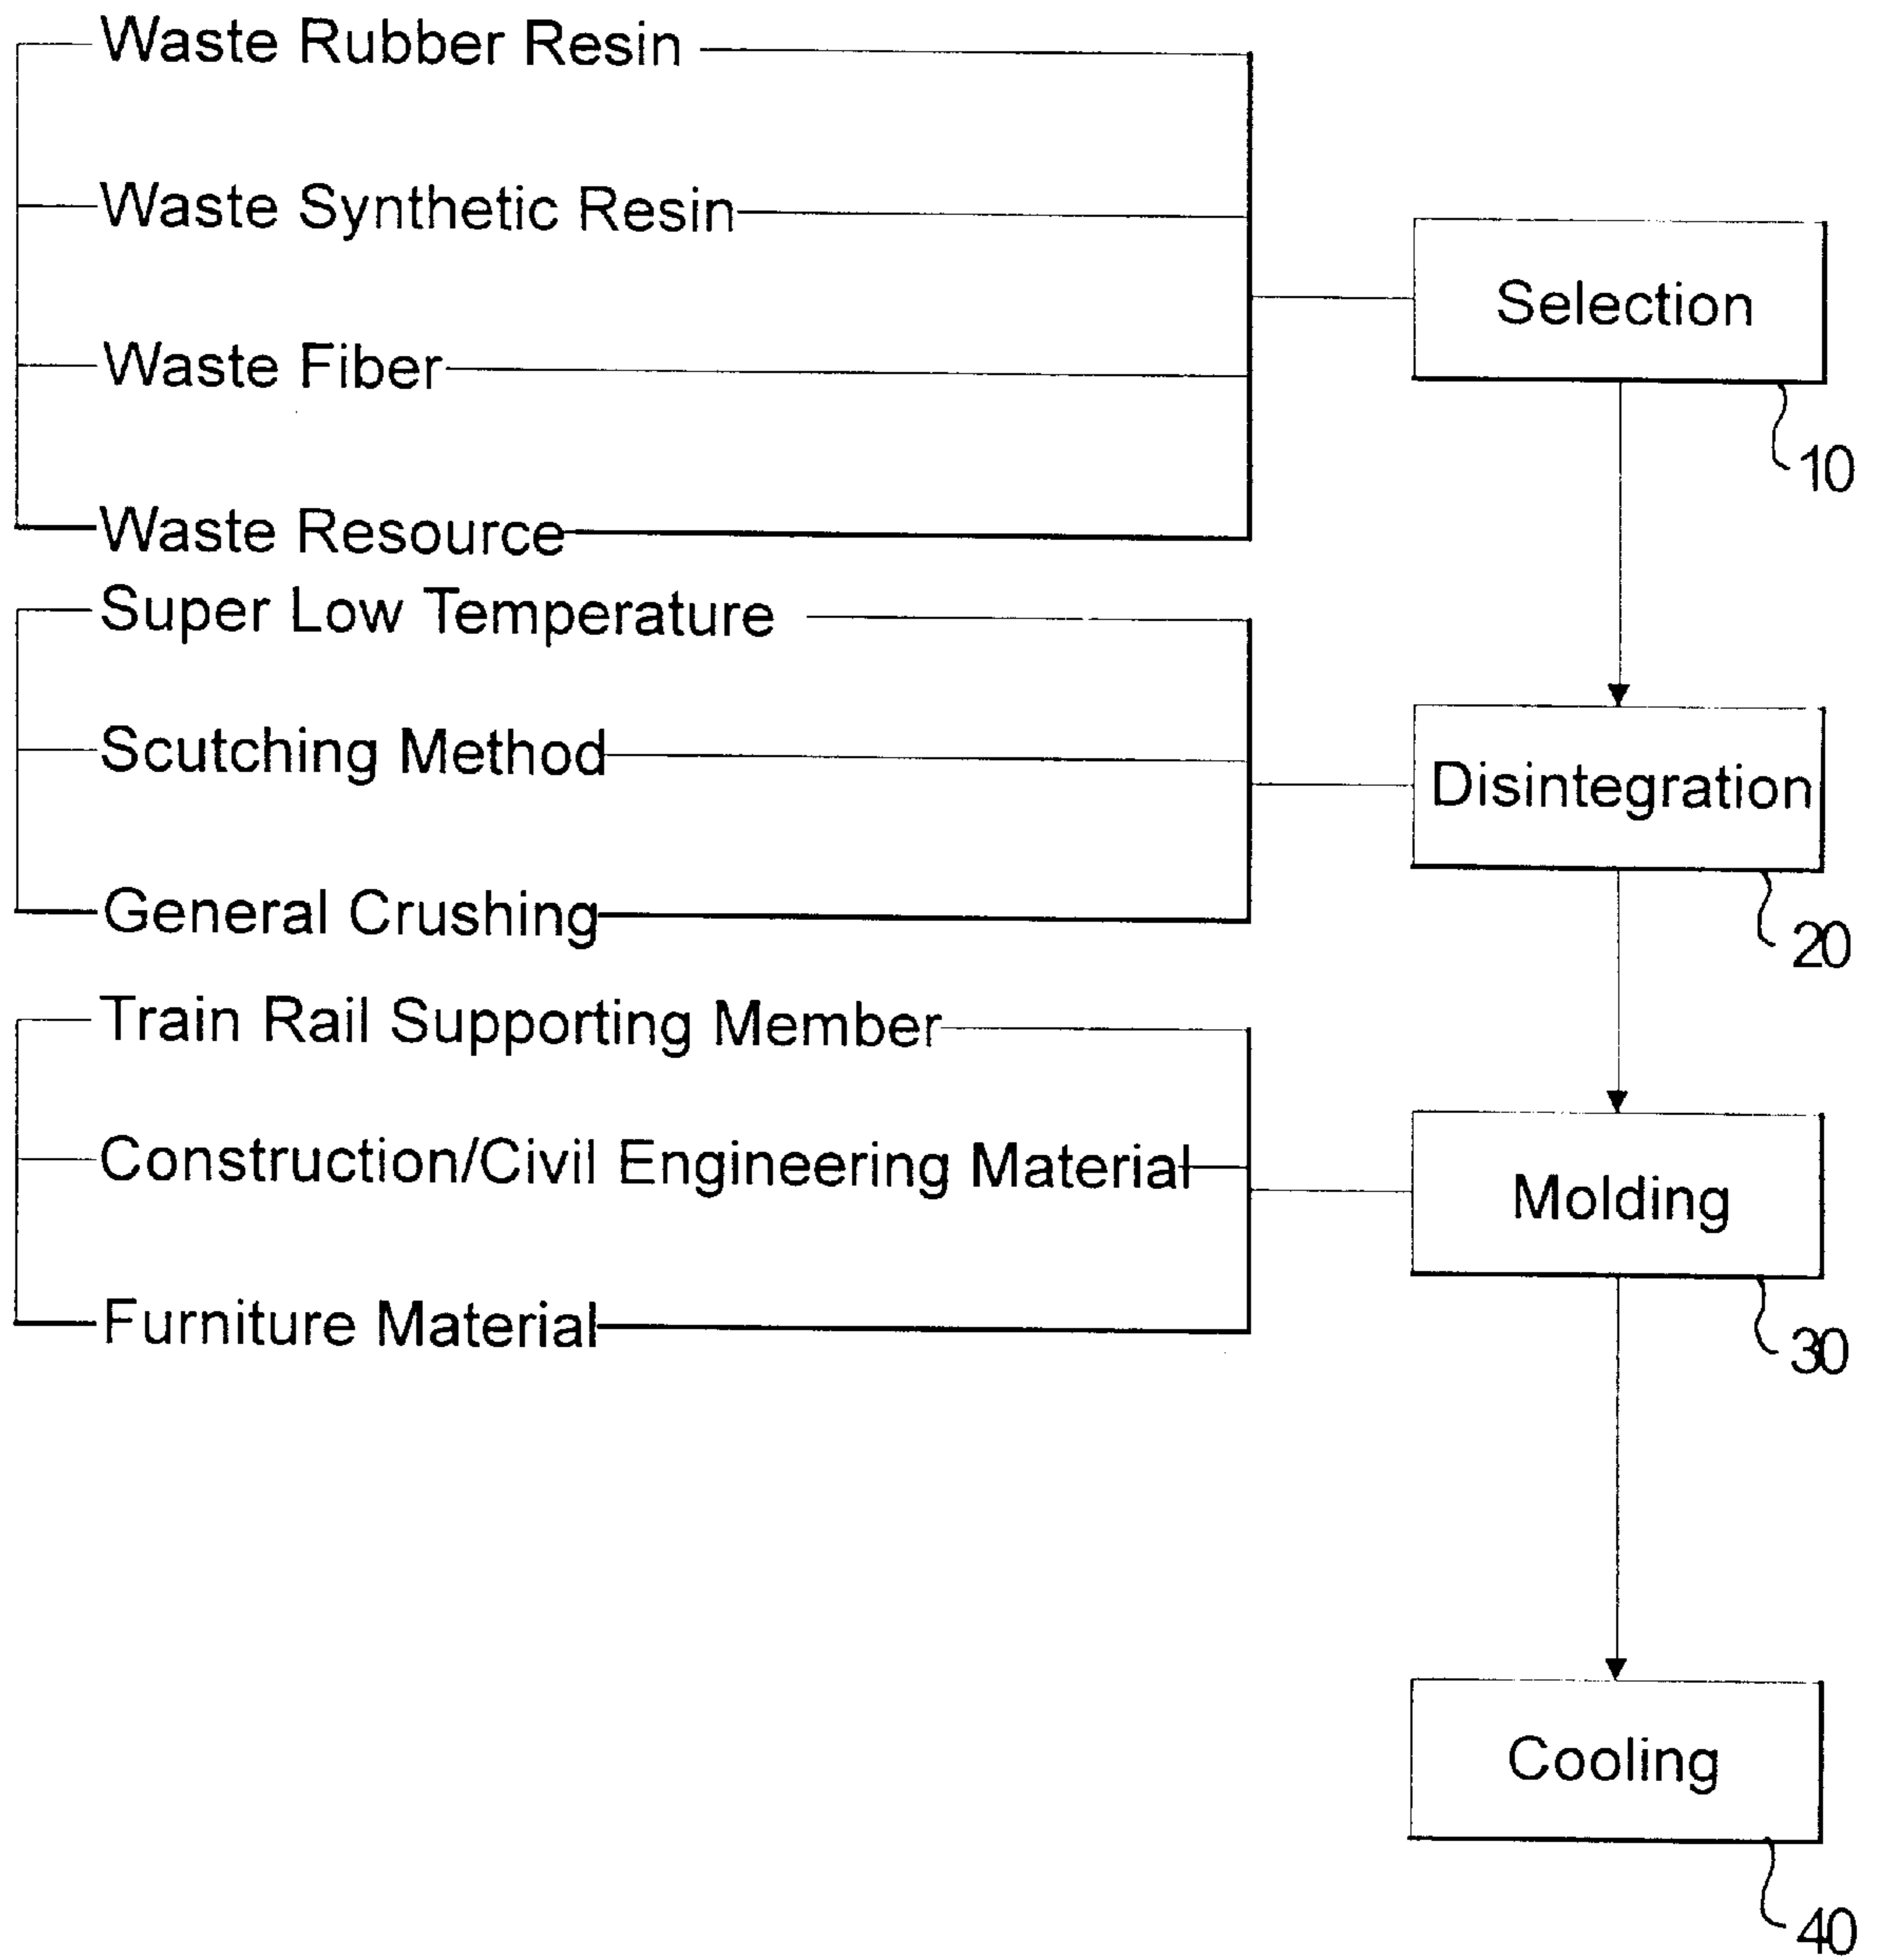 Waste Rubber Resin
Waste Synthetic Resin
Waste Fiber
Waste Resource
Selection
10
Super Low Temperature
Scutching Method
General Crushing
Disintegration
20
Train Rail Supporting Member
Construction/Civil Engineering Material
Furniture Material
Molding
30
Cooling
40